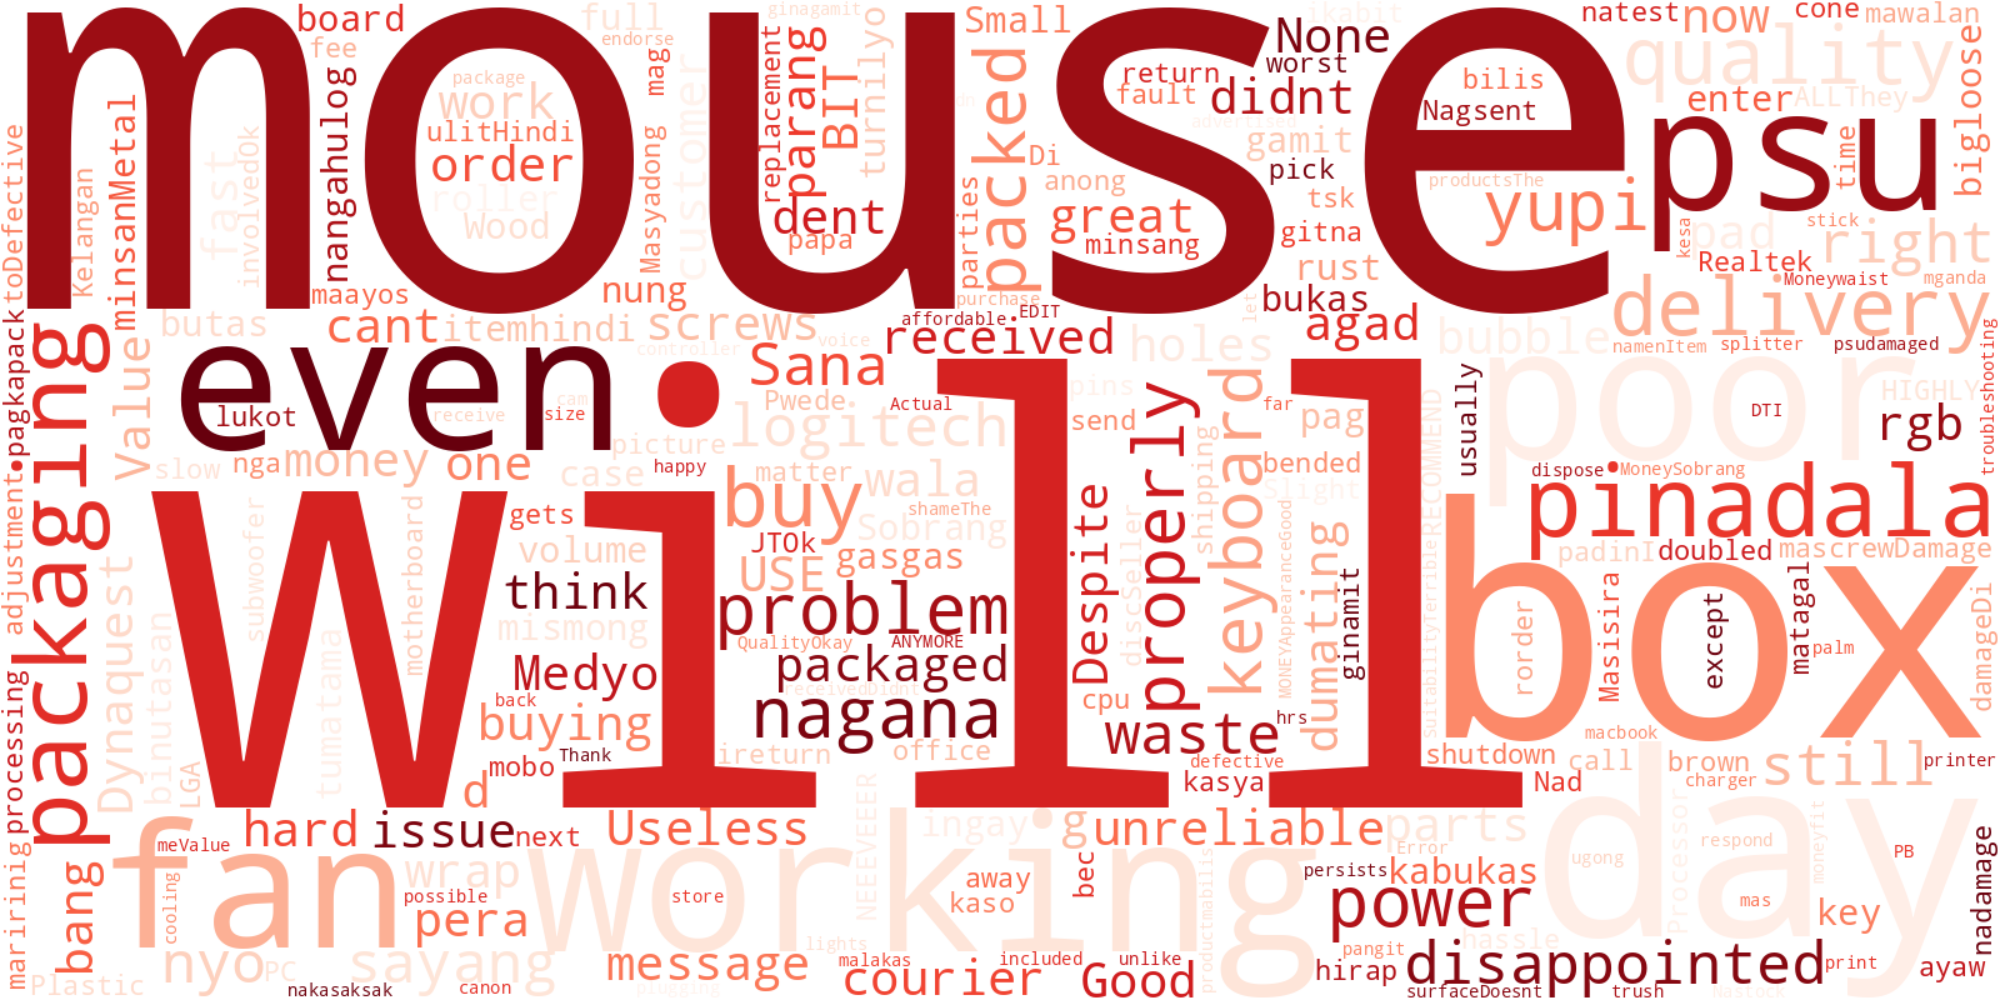 mouse
will
even
box
psu
fan
working
day
poor
packaging
pinadala
delivery
quality
board
fee
full
endorse
ginagamit
package
work
ulitHindi
order
roller
Wood
mag
customer
Masyadong
nangahulog
fast
involvedok
minsanMetal
Kelangan
toDefective
pagkapack
replacement
parang
BIT
turnilyo
dent
papa
Small
packed
parties
Di
anong
great
minsang
return
fault
advertised
didnt
None
worst
ikabit
bilis
Nagsent
gamit
pick
productsThe
tsk
gitna
yupi
rust
bukas
agad
let
kesa
natest
now
cone
mawalan
enter
ALLThey
bigloose
time
pad
stick
right
Realtek
Moneywaist
mganda
maayos
nung
butas
cant
itemhindi
screws
Value
controller
voice
affordable
EDIT
purchase
received
Sana
holes
bubble
namenItem
splitter
psudamaged
troubleshooting
HIGHLY
rgb
DTI
lukot
receive
cam
size
picture
logitech
Pwede
Actual
pins
send
far
pag
usually
RECOMMEND
slow
nga
money
one
case
happy
matter
buy
wala
shameThe
Sobrang
bended
Slight
keyboard
properly
shipping
dispose
MoneySobrang
adjustment
Dynaquest
binutasan
subwoofer
motherboard
tumatama
gets
volume
think
mismong
Medyo
back
buying
Thank
mobo
d
JTOk
USE
gasgas
problem
QualityOkay
ANYMORE
packaged
receivedDidnt
nagana
ireturn
office
Despite
discSeller
cpu
waste
hrs
defective
kasya
MONEYAppearanceGood
dumating
ginamit
suitabilityTerrible
rorder
Masisira
padinI
doubled
mascrewDamage
except
matagal
palm
damageDi
macbook
shutdown
call
brown
charger
still
printer
Nad
LGA
processing
maririnig
meValue
hard
issue
next
Useless
ingay
g
unreliable
parts
Error
Processor
respond
ugong
moneyfit
PB
bang
cooling
wrap
possible
pera
store
NEEVEEER
away
kaso
bec
productmabilis
persists
kabukas
power
mas
key
nadamage
Plastic
nyo
PC
sayang
nakasaksak
canon
message
plugging
lights
malakas
courier
included
Good
unlike
pangit
hirap
hassle
disappointed
surfaceDoesnt
trush
Nastock
print
ayaw